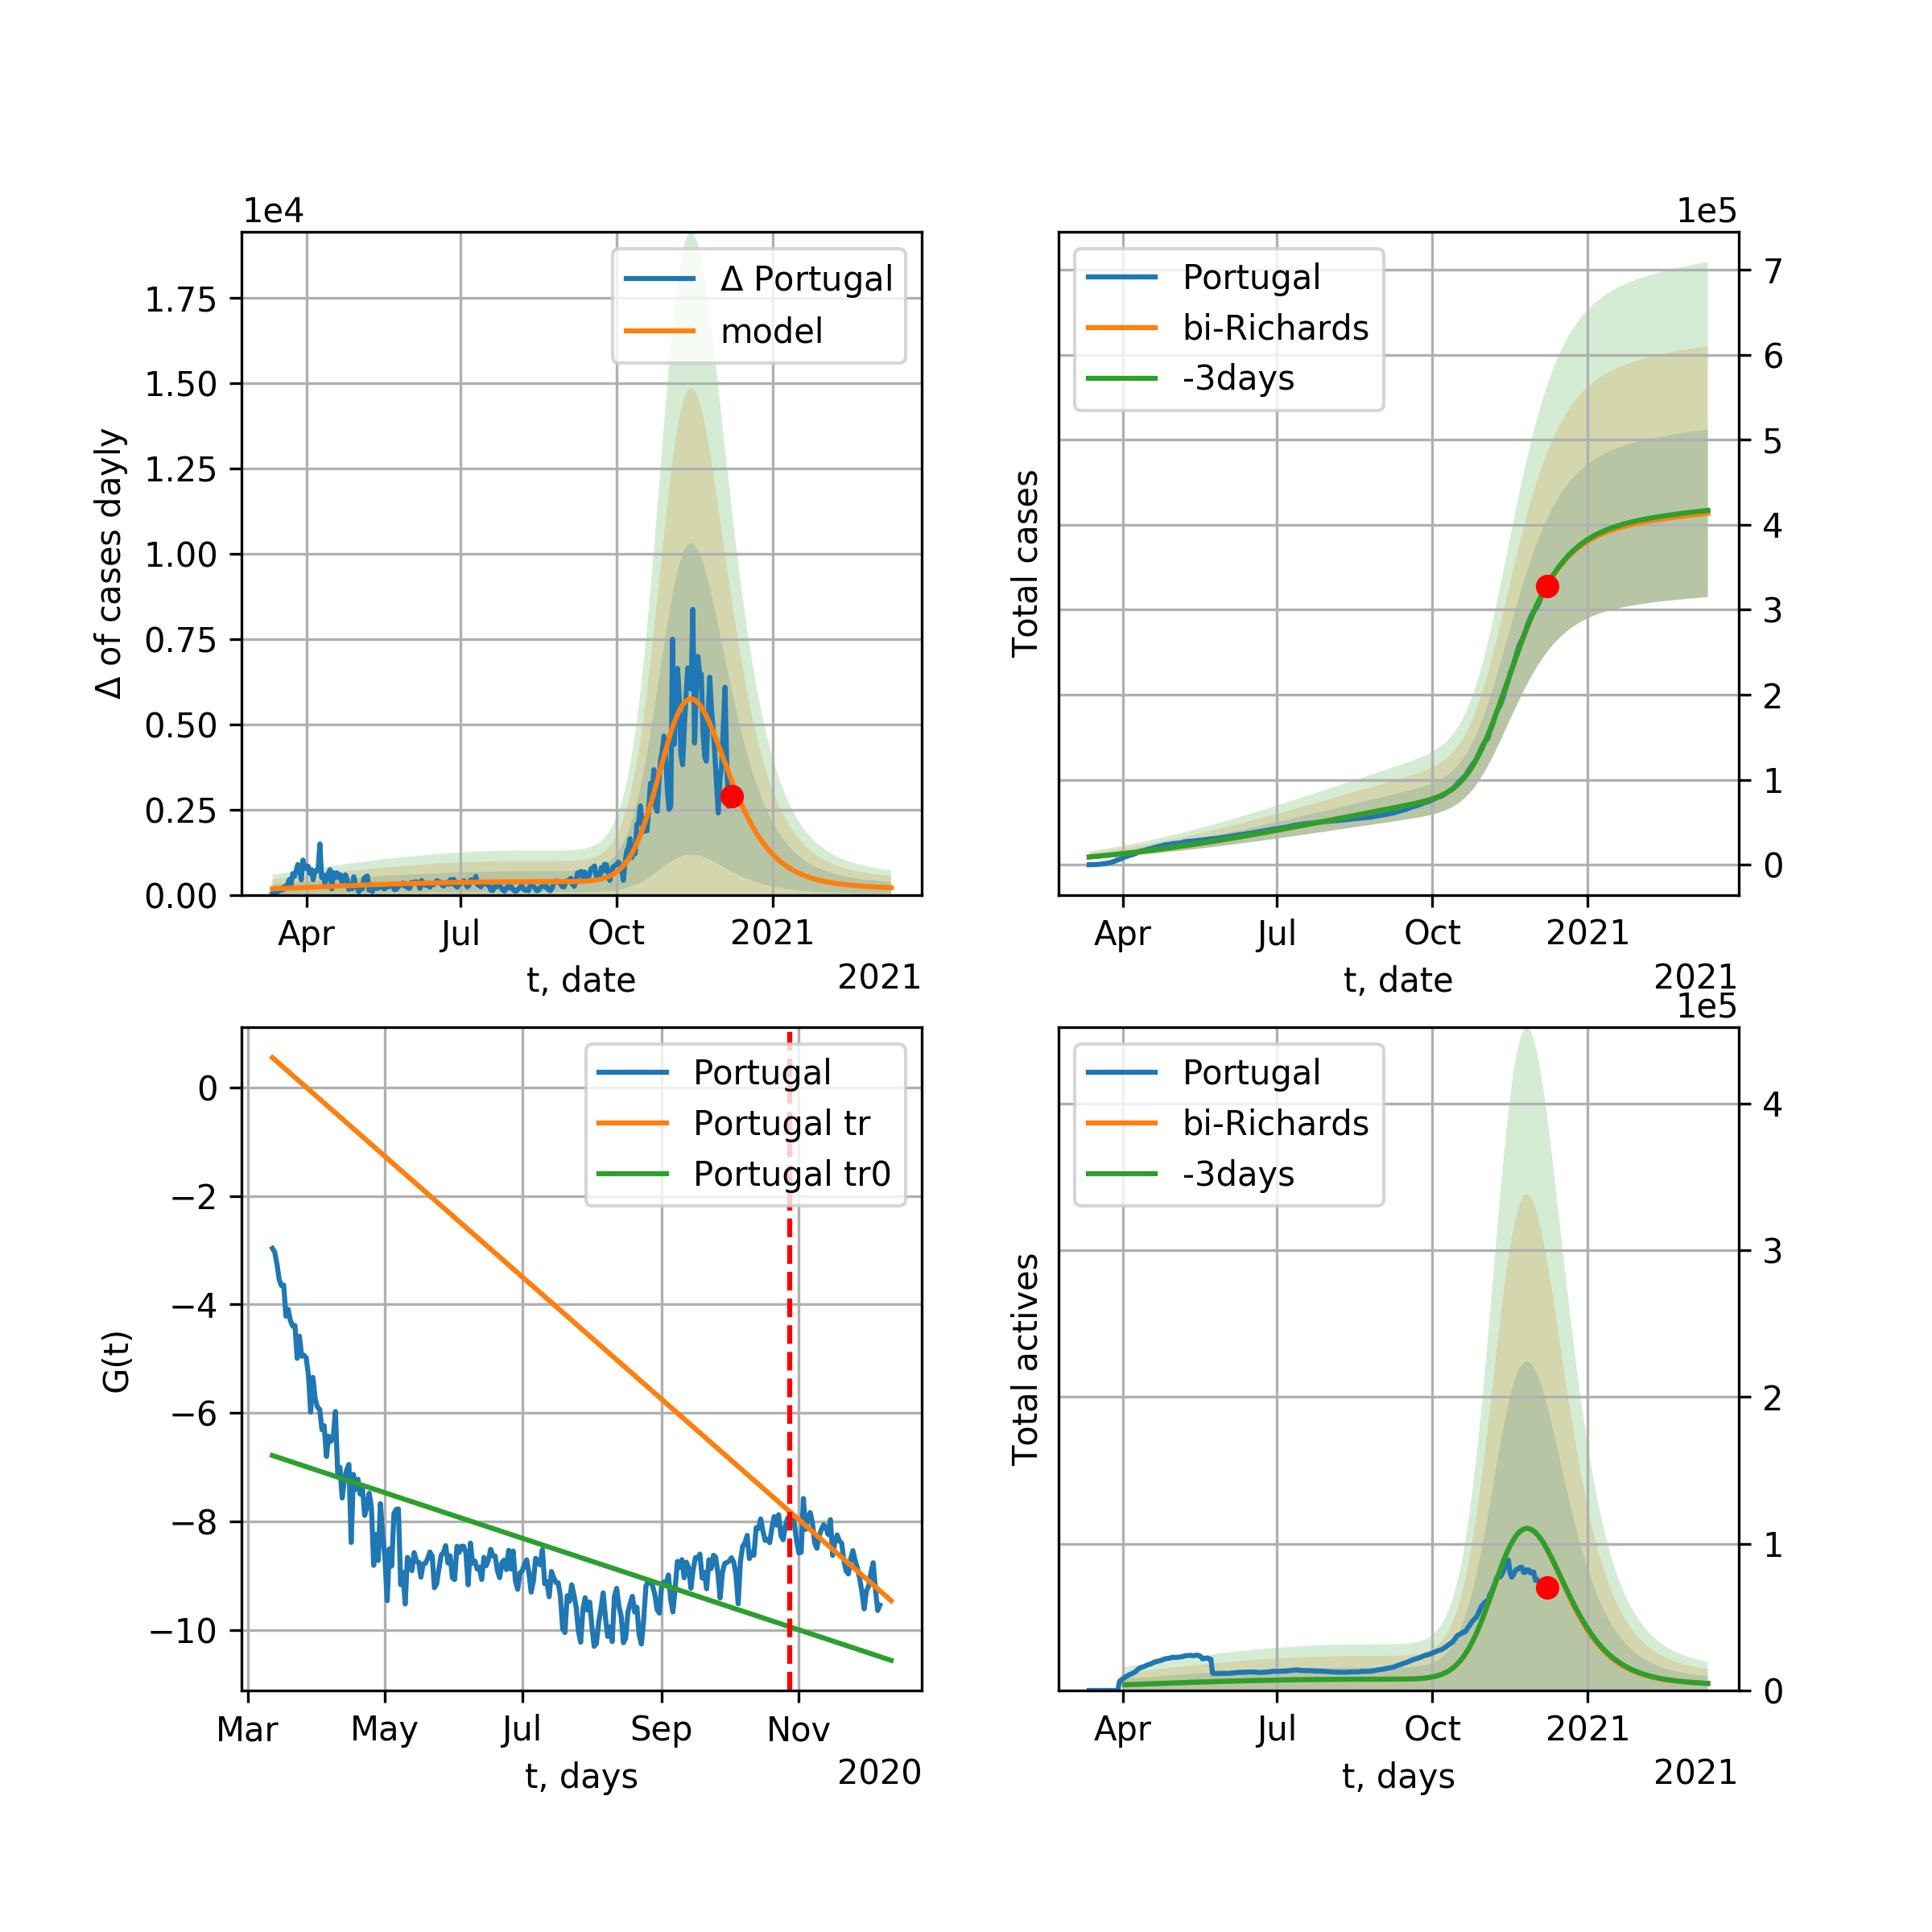 1e4
Δ Portugal
model
1.75
1.50
1.25
1.00
0.75
0.50
0.25
0.00
Δ of cases dayly
Apr
Jul
Oct
2021
t, date
2021
1e5
Portugal
bi-Richards
-3days
7
6
5
4
3
2
1
0
Total cases
Apr
Jul
Oct
2021
t, date
2021
Portugal
Portugal tr
Portugal tr0
0
−2
−4
−6
−8
−10
G(t)
Mar
May
Jul
Sep
Nov
t, days
2020
1e5
Portugal
bi-Richards
-3days
4
3
2
1
0
Total actives
Apr
Jul
Oct
2021
t, days
2021